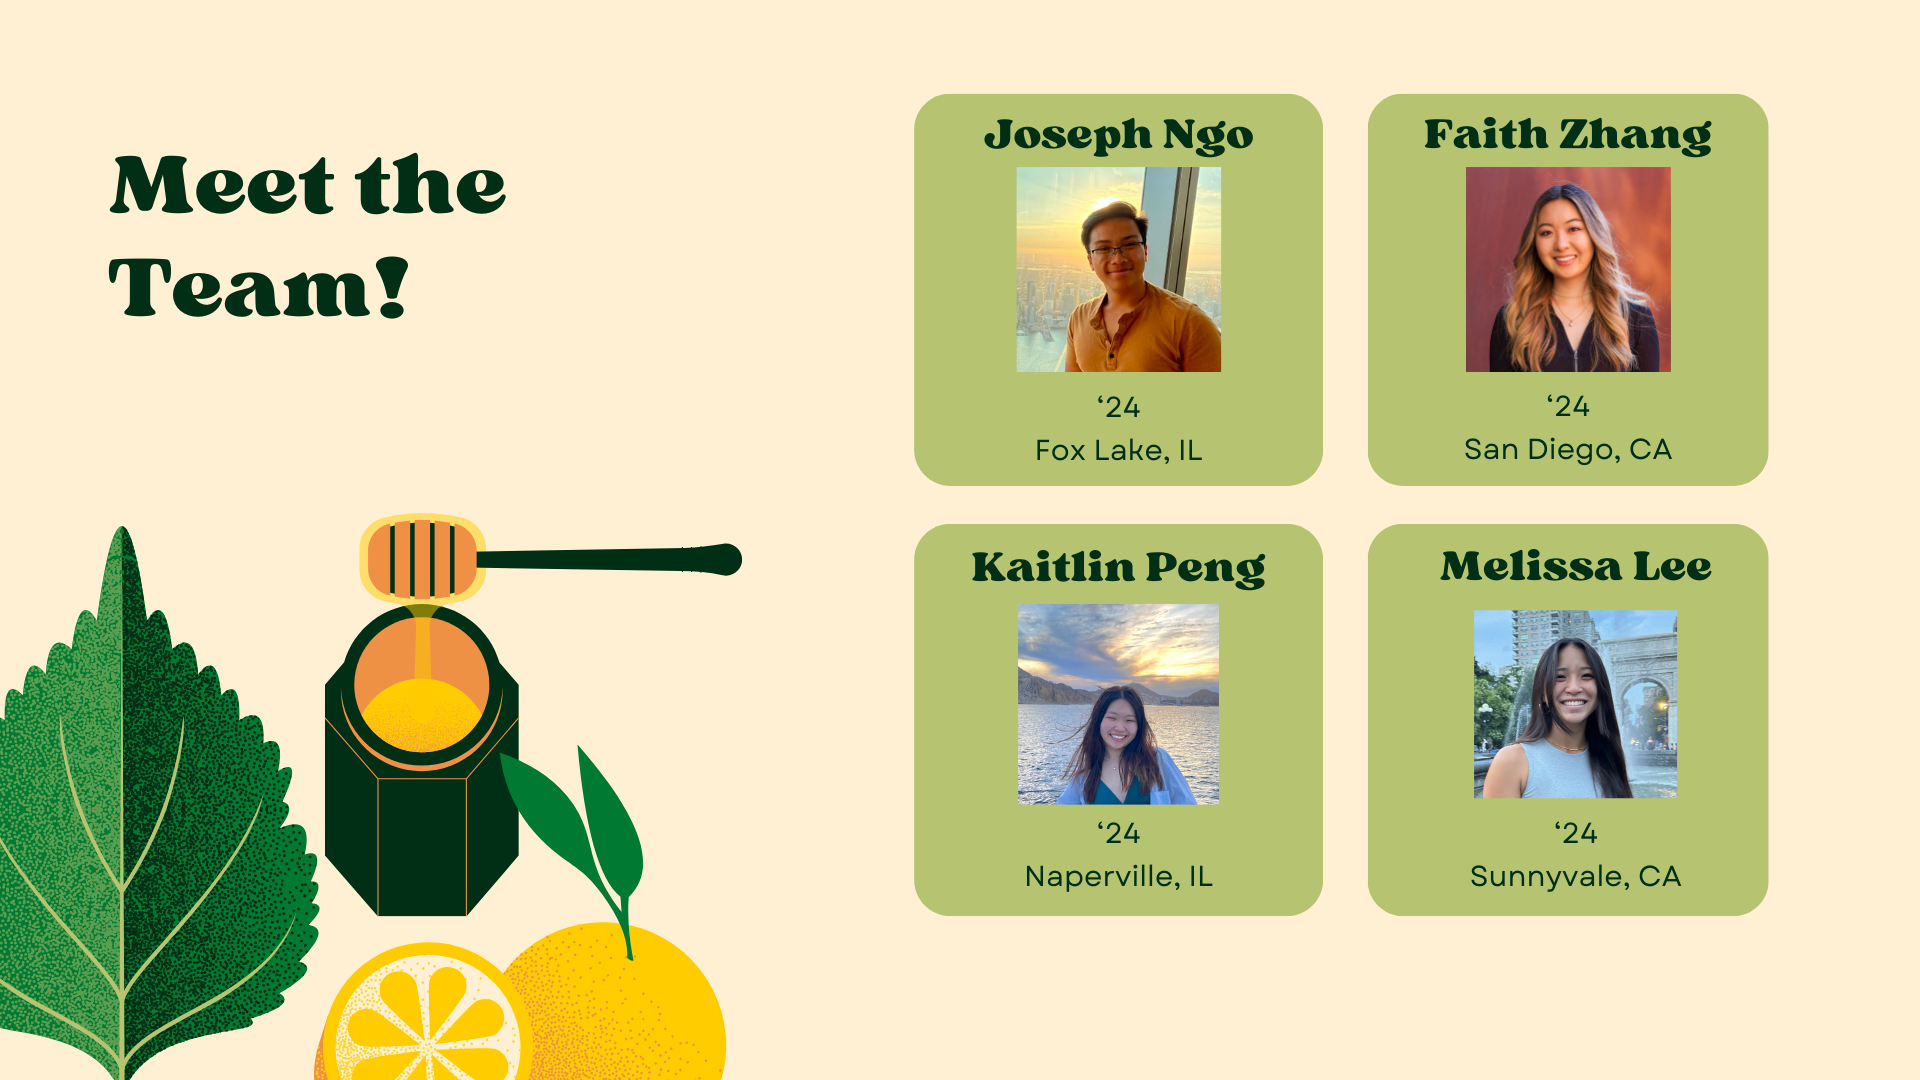 Meet the
Team!
Joseph Ngo
‘24
Fox Lake, IL
Faith Zhang
‘24
San Diego, CA
Kaitlin Peng
‘24
Naperville, IL
Melissa Lee
‘24
Sunnyvale, CA